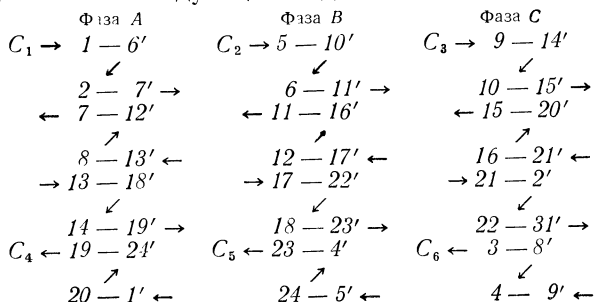 Фаза A Фаза B Фаза C
C₁ → 1 — 6′ C₂ → 5 — 10′ C₃ → 9 — 14′
↙ ↙ ↙
2 — 7′ → 6 — 11′ → 10 — 15′ →
← 7 — 12′ ← 11 — 16′ ← 15 — 20′
↗ ↗ ↗
8 — 13′ ← 12 — 17′ ← 16 — 21′ ←
→ 13 — 18′ → 17 — 22′ → 21 — 2′
↙ ↙ ↙
14 — 19′ → 18 — 23′ → 22 — 31′ →
C₄ ← 19 — 24′ C₅ ← 23 — 4′ C₆ ← 3 — 8′
↗ ↗ ↙
20 — 1′ ← 24 — 5′ ← 4 — 9′ ←